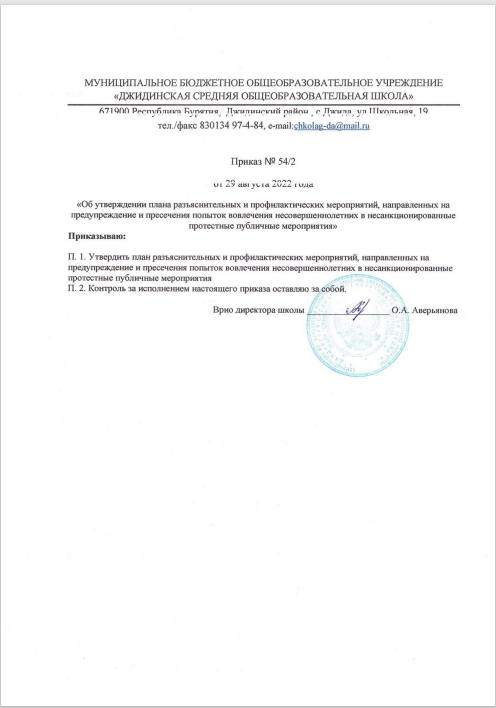 МУНИЦИПАЛЬНОЕ БЮДЖЕТНОЕ ОБЩЕОБРАЗОВАТЕЛЬНОЕ УЧРЕЖДЕНИЕ
«ДЖИДИНСКАЯ СРЕДНЯЯ ОБЩЕОБРАЗОВАТЕЛЬНАЯ ШКОЛА»
671900 Республика Бурятия, Джидинский район , с.Джида, ул Школьная, 19
тел./факс 830134 97-4-84, e-mail:chkolag-da@mail.ru
Приказ № 54/2
от 29 августа 2022 года
«Об утверждении плана разъяснительных и профилактических мероприятий, направленных на
предупреждение и пресечения попыток вовлечения несовершеннолетних в несанкционированные
протестные публичные мероприятия»
Приказываю:
П. 1. Утвердить план разъяснительных и профилактических мероприятий, направленных на
предупреждение и пресечения попыток вовлечения несовершеннолетних в несанкционированные
протестные публичные мероприятия
П. 2. Контроль за исполнением настоящего приказа оставляю за собой.
Врио директора школы ____________________ О.А. Аверьянова